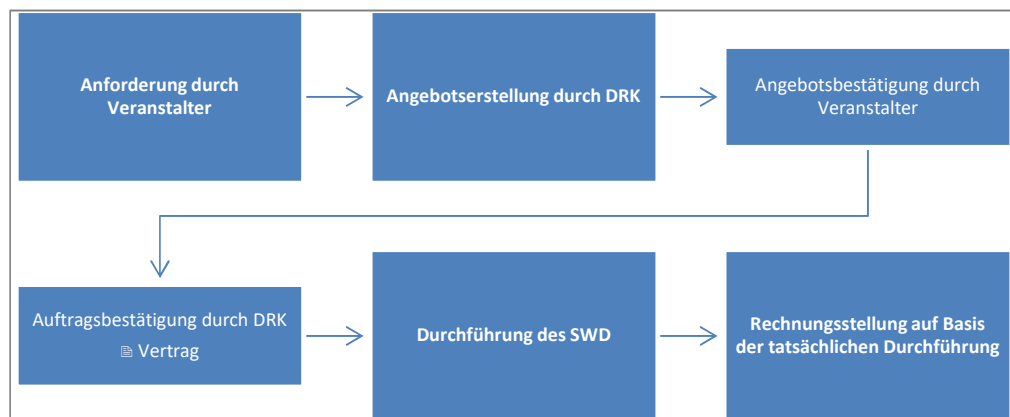 Anforderung durch
Veranstalter
Angebotserstellung durch DRK
Angebotsbestätigung durch
Veranstalter
Auftragsbestätigung durch DRK
Vertrag
Durchführung des SWD
Rechnungsstellung auf Basis
der tatsächlichen Durchführung